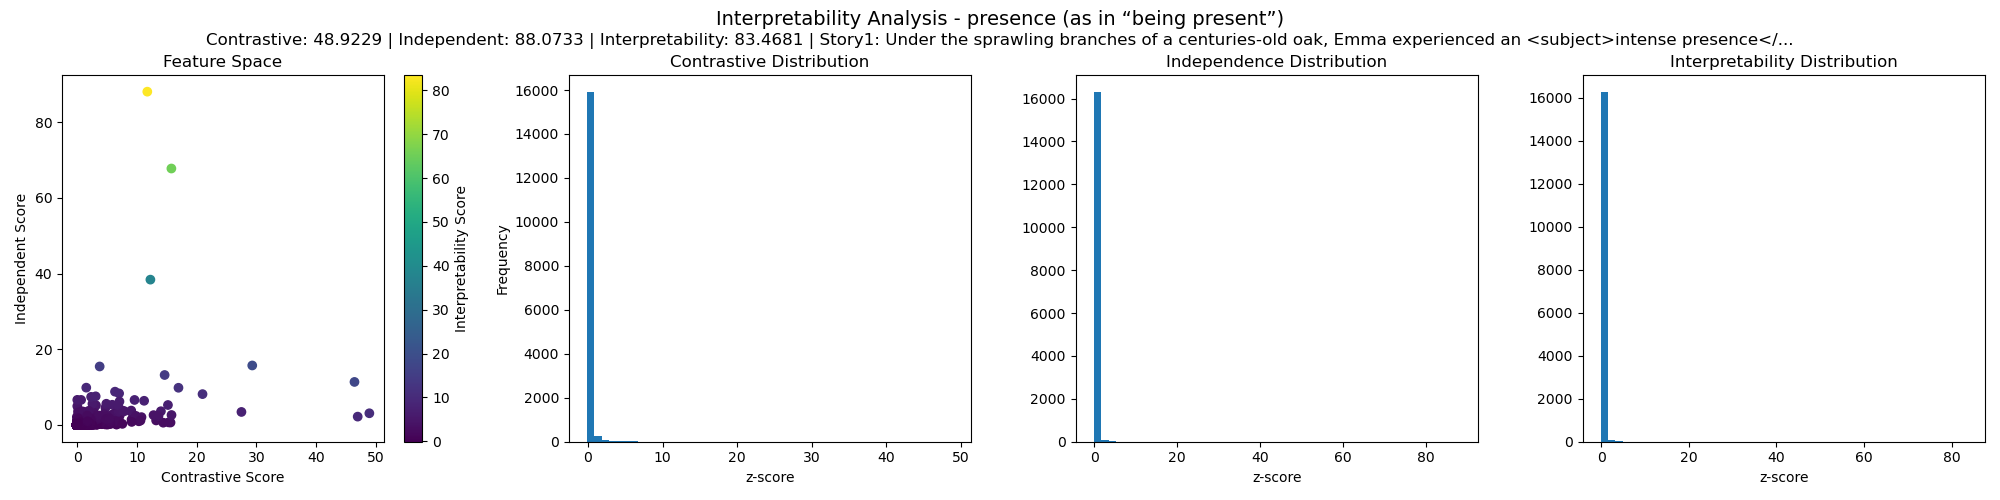 Interpretability Analysis - presence (as in “being present”)
Contrastive: 48.9229 | Independent: 88.0733 | Interpretability: 83.4681 | Story1: Under the sprawling branches of a centuries-old oak, Emma experienced an <subject>intense presence</...
Feature Space
Independent Score
80
60
40
20
0
0 10 20 30 40 50
Contrastive Score
80
70
60
50
40
30
20
10
0
Interpretability Score
Contrastive Distribution
Frequency
16000
14000
12000
10000
8000
6000
4000
2000
0
0 10 20 30 40 50
z-score
Independence Distribution
16000
14000
12000
10000
8000
6000
4000
2000
0
0 20 40 60 80
z-score
Interpretability Distribution
16000
14000
12000
10000
8000
6000
4000
2000
0
0 20 40 60 80
z-score